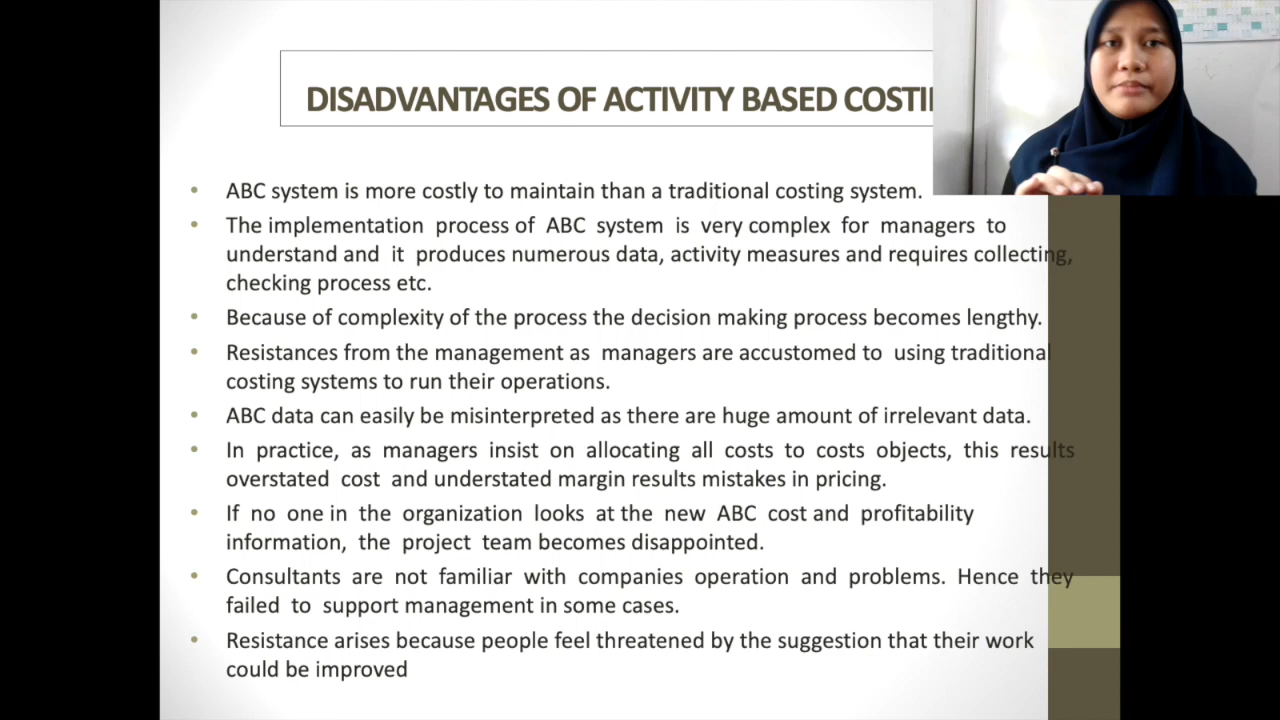 DISADVANTAGES OF ACTIVITY BASED
• ABC system is more costly to maintain than a traditional costing system.
• The implementation process of ABC system is very complex for managers to
understand and it produces numerous data, activity measures and requires collecting,
checking process etc.
• Because of complexity of the process the decision making process becomes lengthy.
• Resistances from the management as managers are accustomed to using traditional
costing systems to run their operations.
• ABC data can easily be misinterpreted as there are huge amount of irrelevant data.
• In practice, as managers insist on allocating all costs to costs objects, this results
overstated cost and understated margin results mistakes in pricing.
• If no one in the organization looks at the new ABC cost and profitability
information, the project team becomes disappointed.
• Consultants are not familiar with companies operation and problems. Hence they
failed to support management in some cases.
• Resistance arises because people feel threatened by the suggestion that their work
could be improved